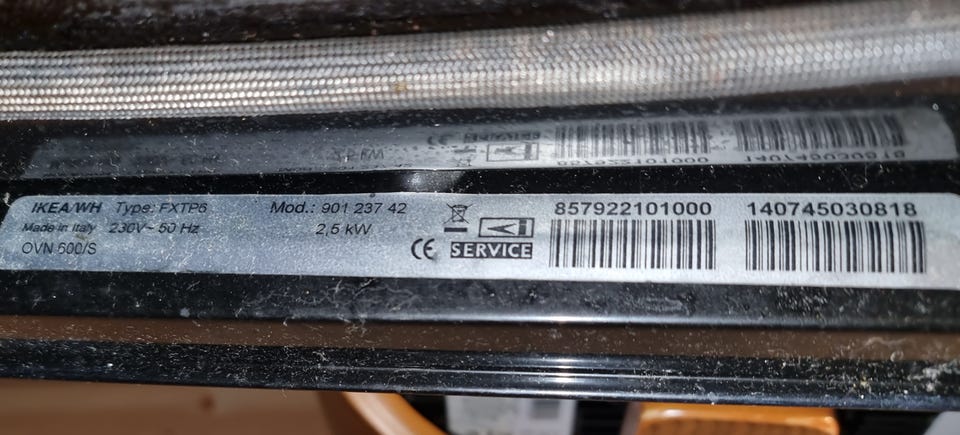 IKEA/WH Type: FXTP6 Mod.: 901 237 42
Made in Italy 230V~ 50 Hz 2,5 kW
OVN 600/S
CE SERVICE
857922101000 140745030818